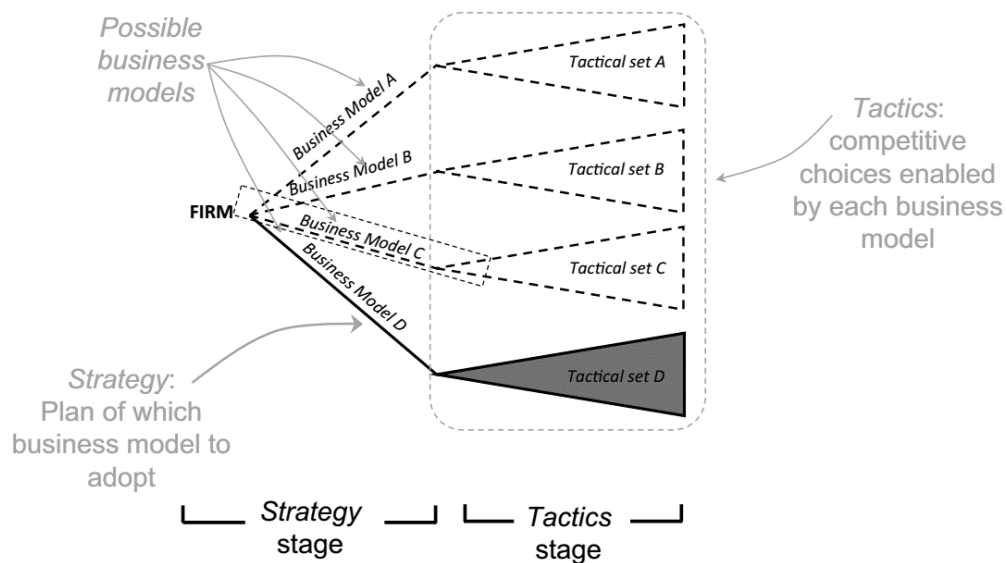 Possible
business
models
Business Model A
Tactical set A
Business Model B
Tactical set B
Tactics:
competitive
choices enabled
by each business
model
FIRM
Business Model C
Tactical set C
Business Model D
Tactical set D
Strategy:
Plan of which
business model to
adopt
Strategy
stage
Tactics
stage